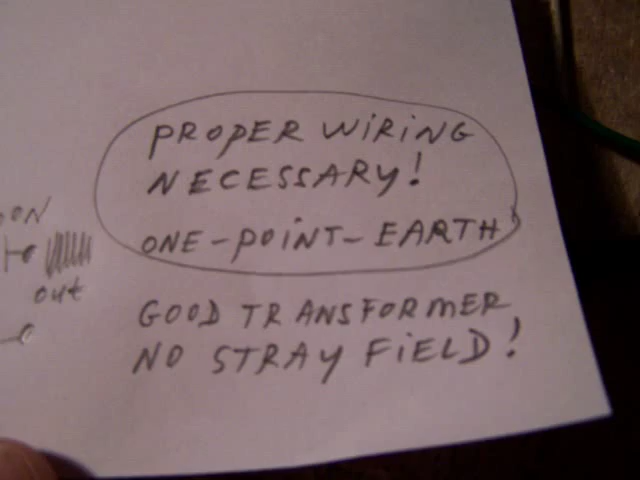 PROPER WIRING
NECESSARY!
ONE-POINT-EARTH
out
GOOD TRANSFORMER
NO STRAY FIELD!